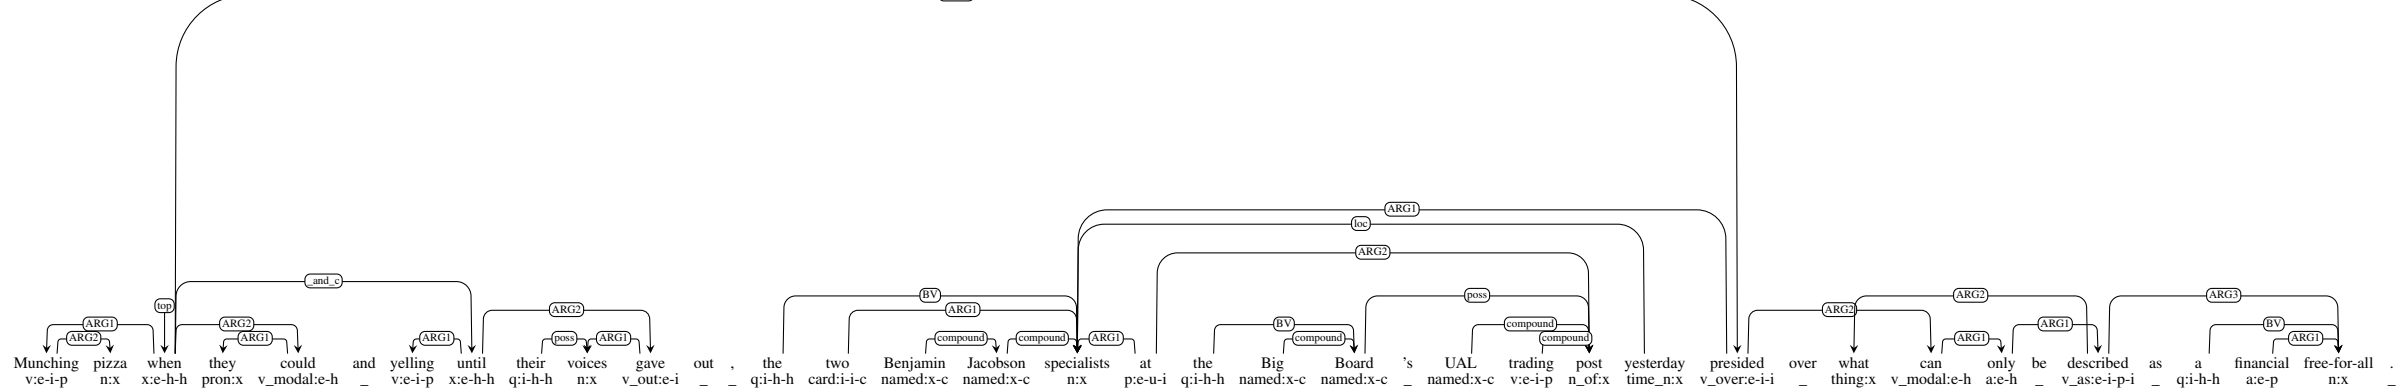 ARG1
loc
ARG2
_and_c
BV poss ARG2 ARG3
top ARG2 ARG1 ARG2
ARG1 ARG2 BV compound ARG1 BV
ARG2 ARG1 ARG1 poss ARG1 compound compound ARG1 compound compound ARG1 ARG1
Munching pizza when they could and yelling until their voices gave out , the two Benjamin Jacobson specialists at the Big Board 's UAL trading post yesterday presided over what can only be described as a financial free-for-all .
v:e-i-p n:x x:e-h-h pron:x v_modal:e-h _ v:e-i-p x:e-h-h q:i-h-h n:x v_out:e-i _ _ q:i-h-h card:i-i-c named:x-c named:x-c n:x p:e-u-i q:i-h-h named:x-c named:x-c _ named:x-c v:e-i-p n_of:x time_n:x v_over:e-i-i _ thing:x v_modal:e-h a:e-h _ v_as:e-i-p-i _ q:i-h-h a:e-p n:x _